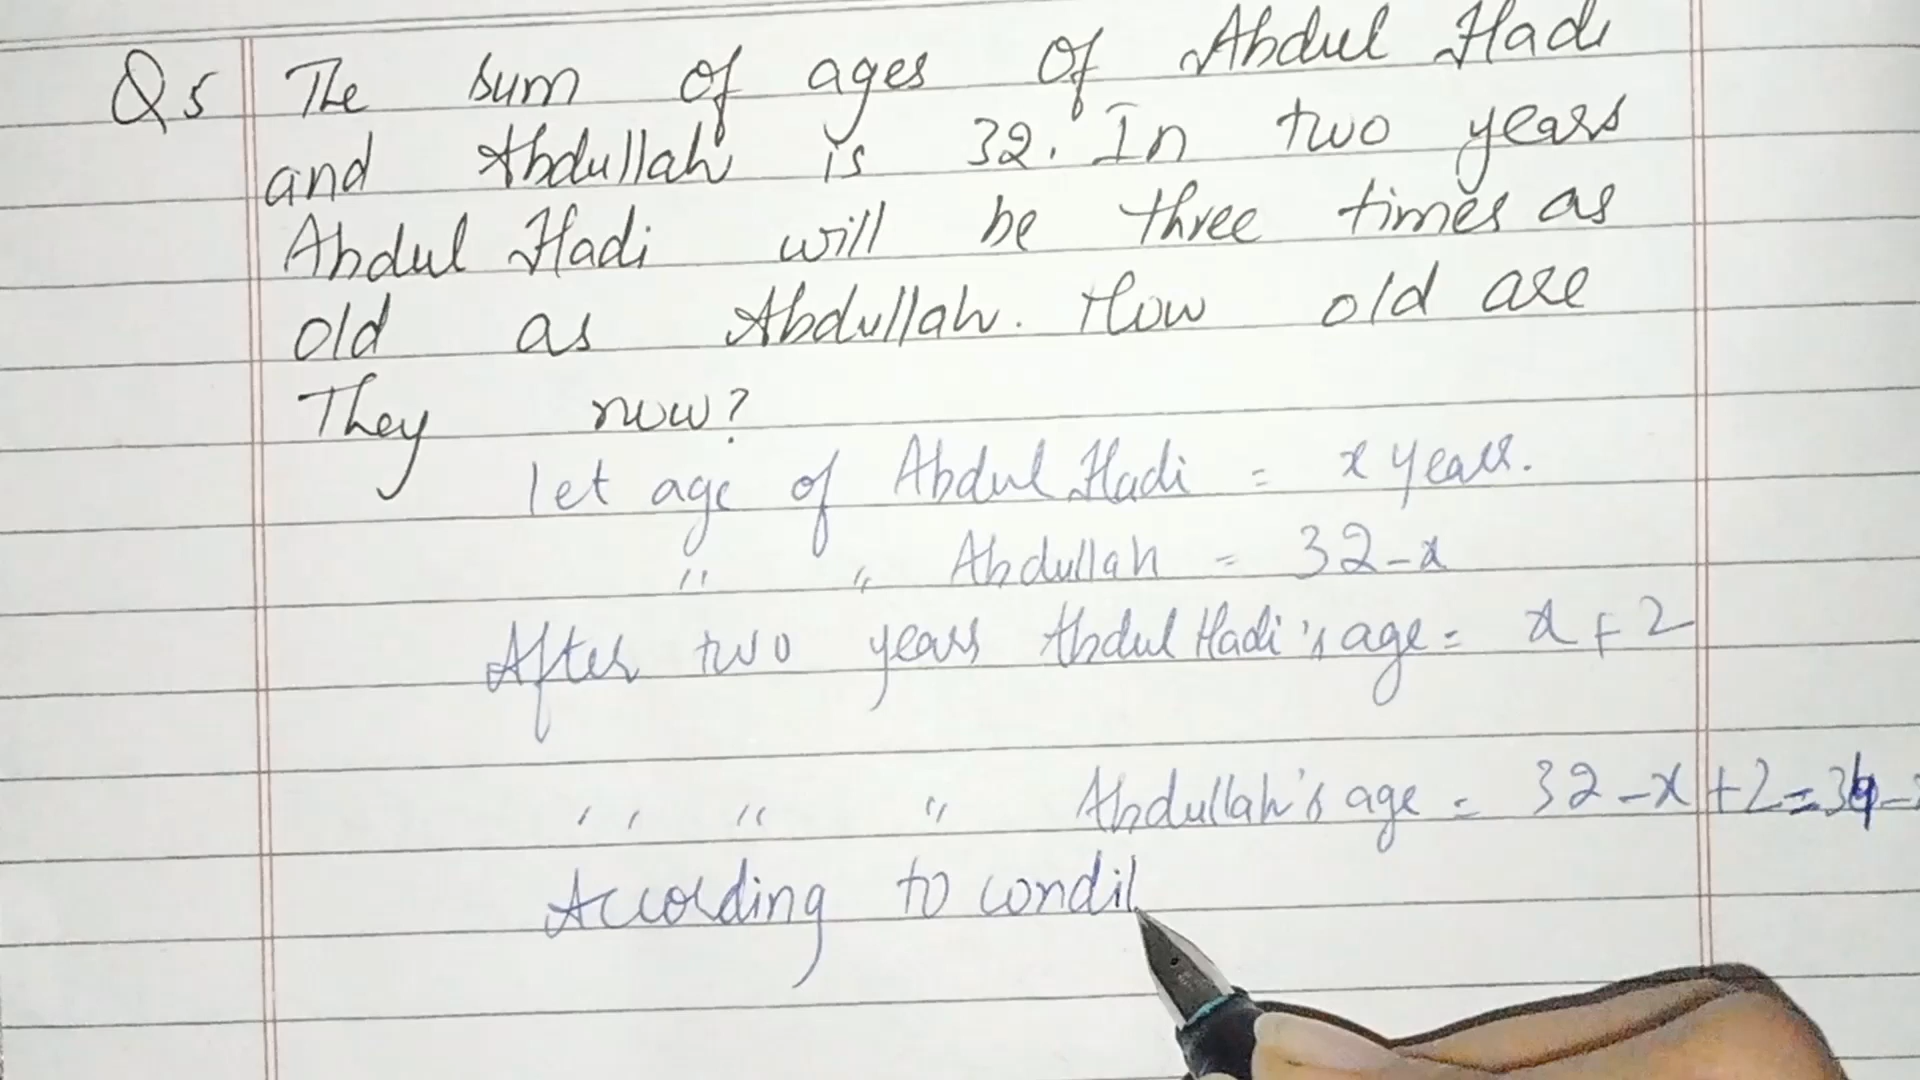 Q5 The sum of ages of Abdul Hadi
and Abdullah is 32. In two years
Abdul Hadi will be three times as
old as Abdullah. How old are
They now?
let age of Abdul Hadi = x years.
" " Abdullah = 32-x
After two years Abdul Hadi's age = x+2
" " " Abdullah's age = 32-x+2=34-
According to condit